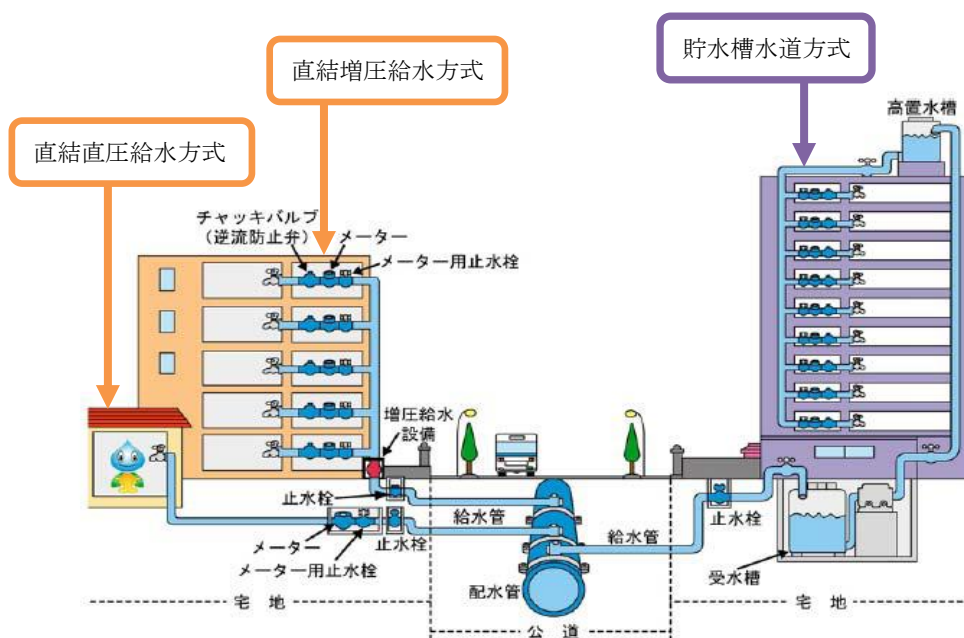 直結増圧給水方式
貯水槽水道方式
直結直圧給水方式
高置水槽
チャッキバルブ
(逆流防止弁)
メーター
メーター用止水栓
増圧給水
設備
止水栓
給水管
止水栓
メーター
メーター用止水栓
給水管
止水栓
配水管
受水槽
宅 地
公 道
宅 地